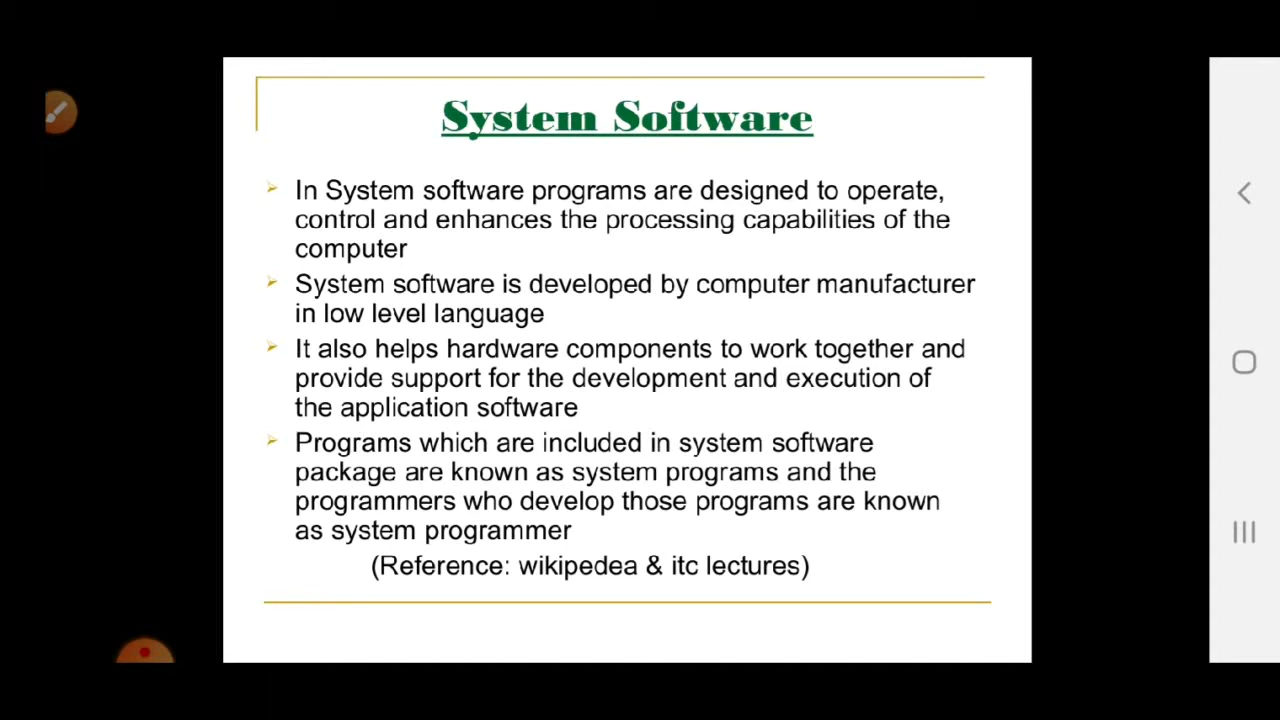 System Software
In System software programs are designed to operate,
control and enhances the processing capabilities of the
computer
System software is developed by computer manufacturer
in low level language
It also helps hardware components to work together and
provide support for the development and execution of
the application software
Programs which are included in system software
package are known as system programs and the
programmers who develop those programs are known
as system programmer
(Reference: wikipedea & itc lectures)